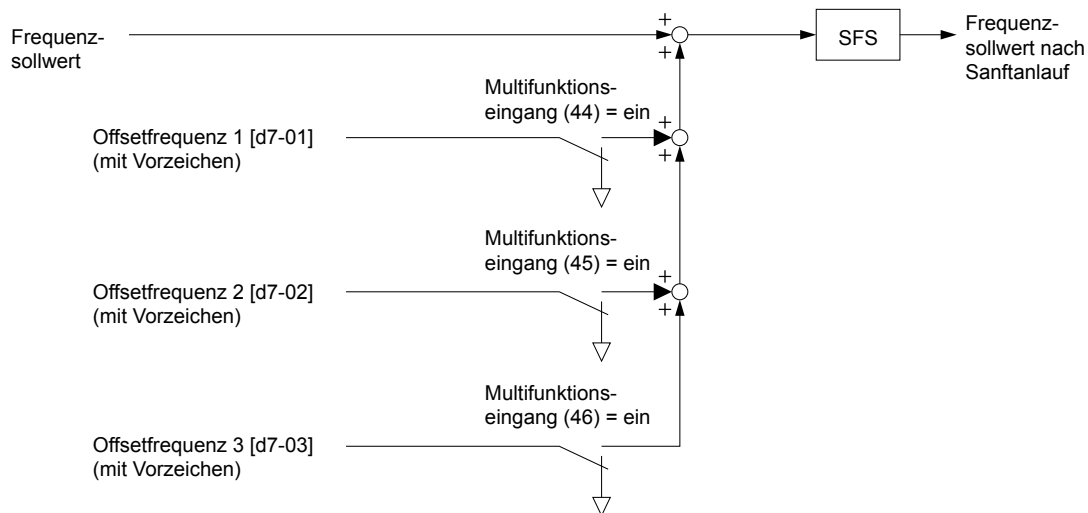 Frequenz-
sollwert
+
+
SFS
Frequenz-
sollwert nach
Sanftanlauf
Multifunktions-
eingang (44) = ein
Offsetfrequenz 1 [d7-01]
(mit Vorzeichen)
+
+
Multifunktions-
eingang (45) = ein
Offsetfrequenz 2 [d7-02]
(mit Vorzeichen)
+
+
Multifunktions-
eingang (46) = ein
Offsetfrequenz 3 [d7-03]
(mit Vorzeichen)